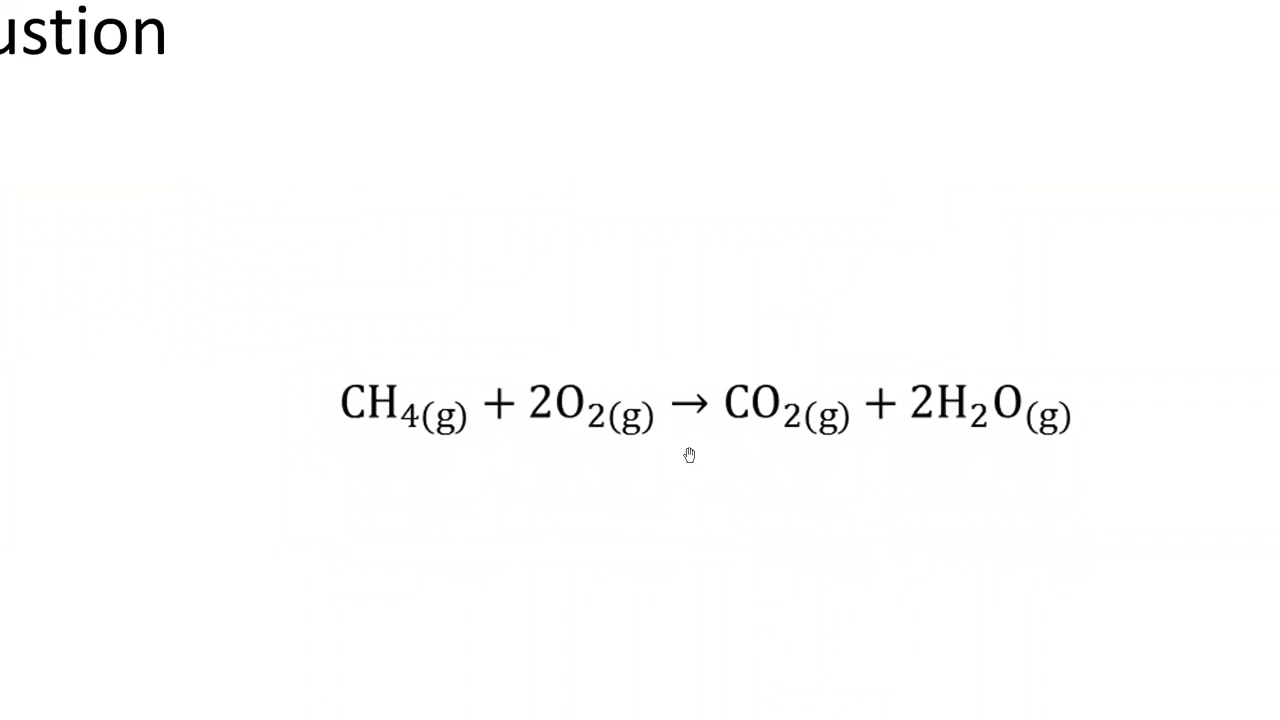 ustion
CH₄(g) + 2O₂(g) → CO₂(g) + 2H₂O(g)